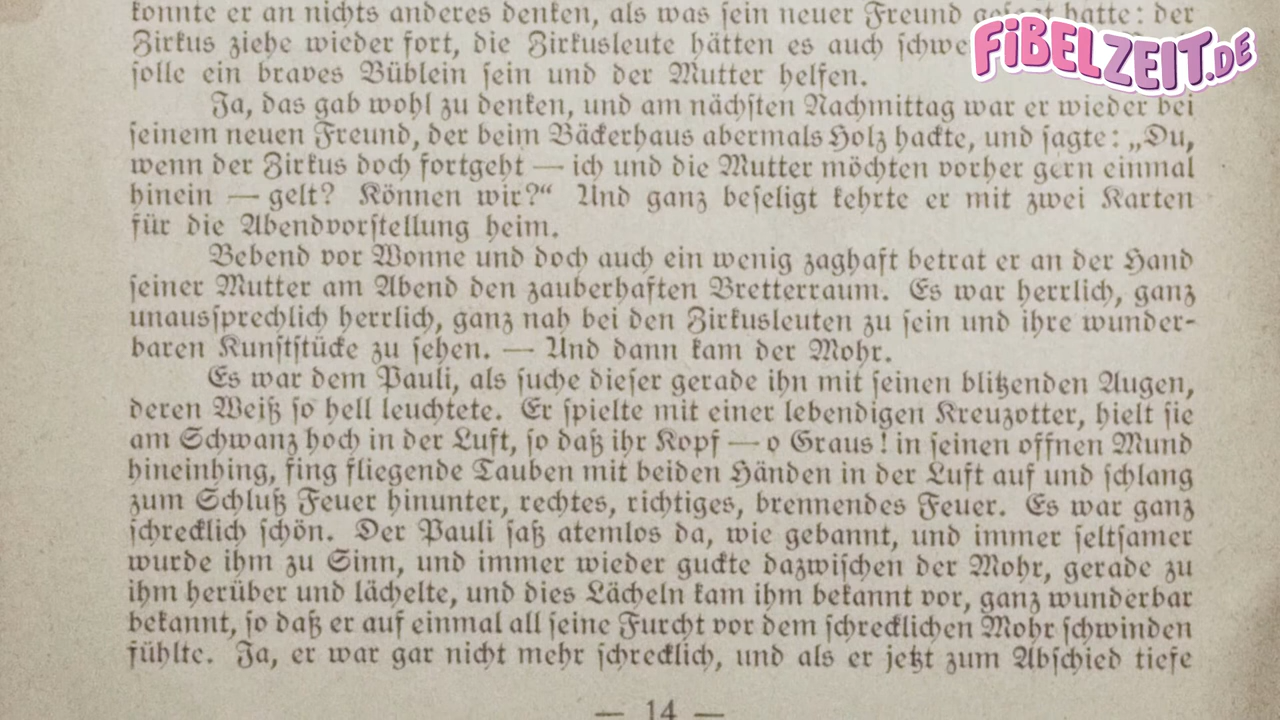 konnte er an nichts anderes denken, als was sein neuer Freund gesagt hatte: der
FiBELZEiT.DE
Zirkus ziehe wieder fort, die Zirkusleute hätten es auch
solle ein braves Büblein sein und der Mutter helfen.
Ja, das gab wohl zu denken, und am nächsten Nachmittag war er wieder bei
seinem neuen Freund, der beim Bäckerhaus abermals Holz hackte, und sagte: „Du,
wenn der Zirkus doch fortgeht — ich und die Mutter möchten vorher gern einmal
hinein — gelt? Können wir?“ Und ganz beseligt kehrte er mit zwei Karten
für die Abendvorstellung heim.
Bebend vor Wonne und doch auch ein wenig zaghaft betrat er an der Hand
seiner Mutter am Abend den zauberhaften Bretterraum. Es war herrlich, ganz
unaussprechlich herrlich, ganz nah bei den Zirkusleuten zu sein und ihre wunder-
baren Kunststücke zu sehen. — Und dann kam der Mohr.
Es war dem Pauli, als suche dieser gerade ihn mit seinen blitzenden Augen,
deren Weiß so hell leuchtete. Er spielte mit einer lebendigen Kreuzotter, hielt sie
am Schwanz hoch in der Luft, so daß ihr Kopf — o Graus! in seinen offnen Mund
hineinhing, fing fliegende Tauben mit beiden Händen in der Luft auf und schlang
zum Schluß Feuer hinunter, rechtes, richtiges, brennendes Feuer. Es war ganz
schrecklich schön. Der Pauli saß atemlos da, wie gebannt, und immer seltsamer
wurde ihm zu Sinn, und immer wieder guckte dazwischen der Mohr, gerade zu
ihm herüber und lächelte, und dies Lächeln kam ihm bekannt vor, ganz wunderbar
bekannt, so daß er auf einmal all seine Furcht vor dem schrecklichen Mohr schwinden
fühlte. Ja, er war gar nicht mehr schrecklich, und als er jetzt zum Abschied tiefe
— 14 —